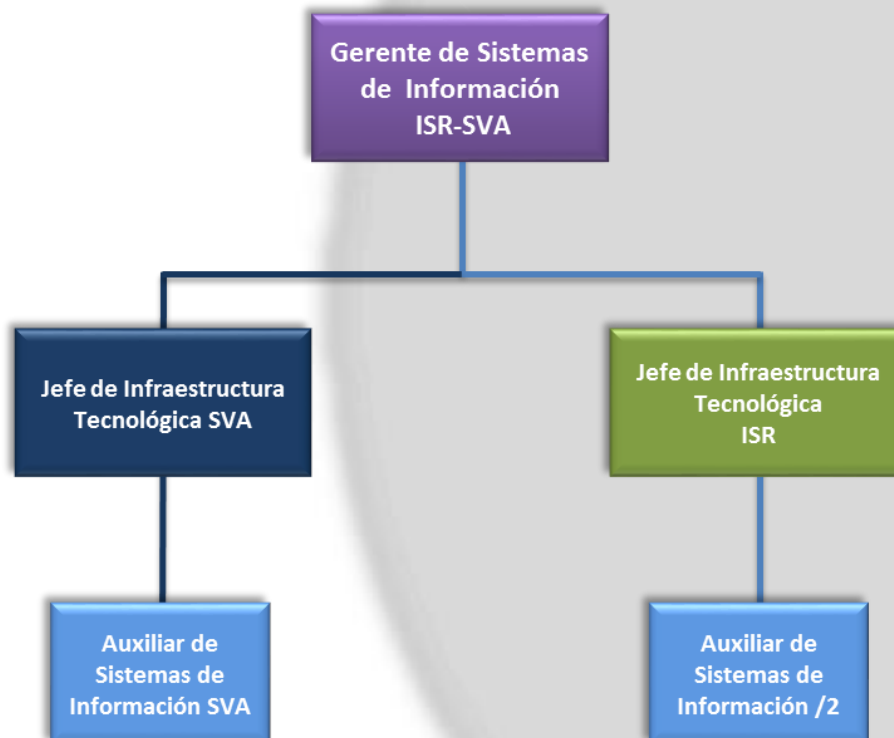 Gerente de Sistemas
de Información
ISR-SVA
Jefe de Infraestructura
Tecnológica SVA
Jefe de Infraestructura
Tecnológica
ISR
Auxiliar de
Sistemas de
Información SVA
Auxiliar de
Sistemas de
Información /2